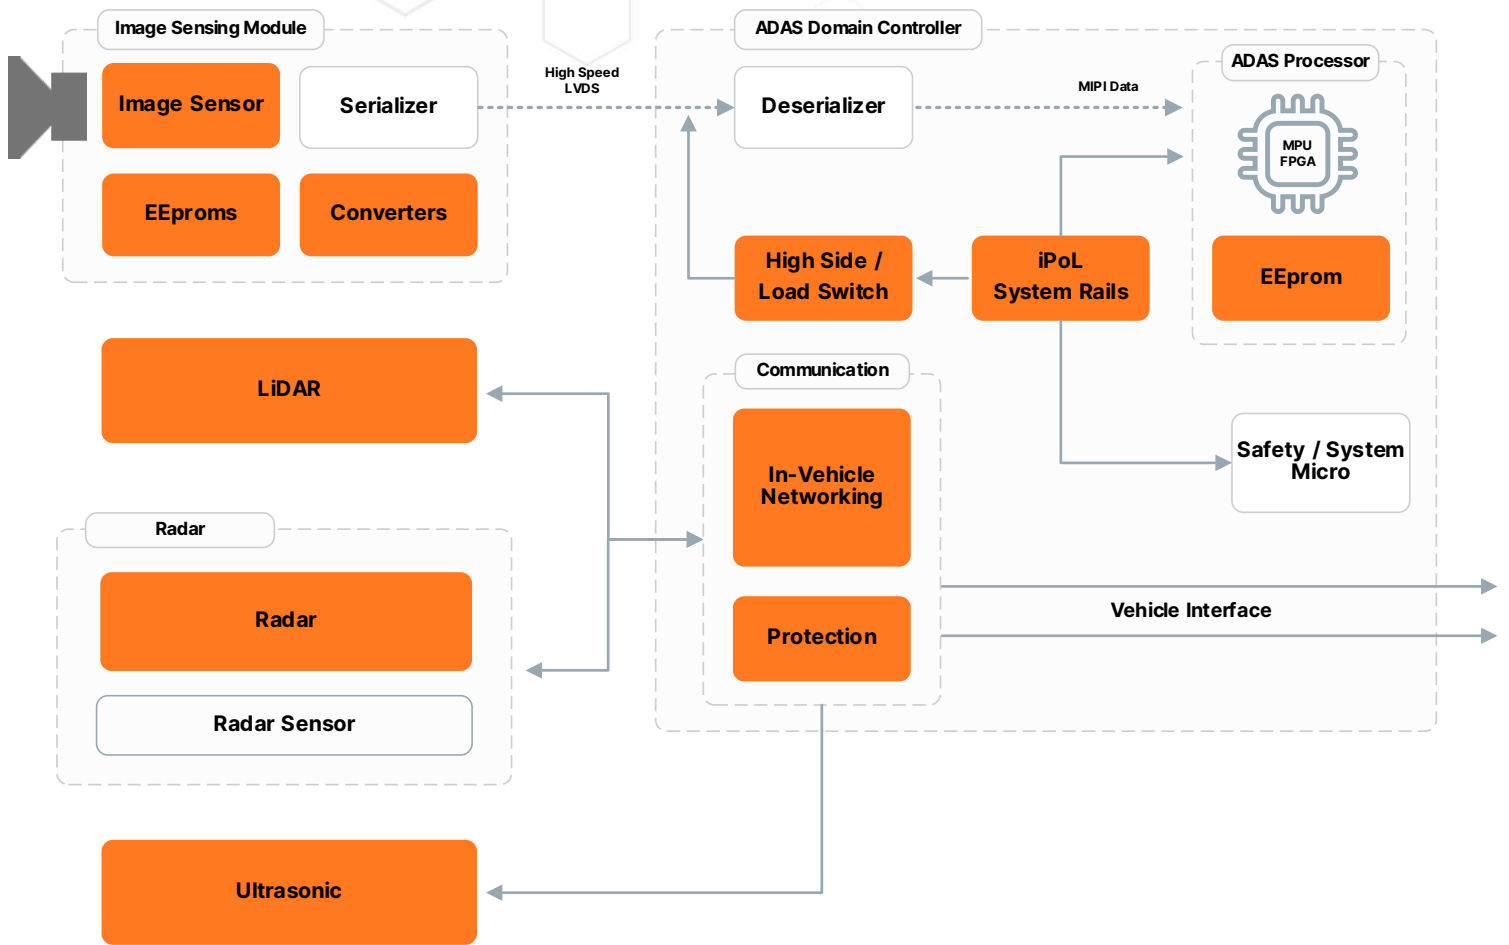 Image Sensing Module
Image Sensor
Serializer
EEproms
Converters
High Speed
LVDS
ADAS Domain Controller
Deserializer
MIPI Data
ADAS Processor
MPU
FPGA
EEprom
High Side /
Load Switch
iPoL
System Rails
Safety / System
Micro
Communication
In-Vehicle
Networking
Protection
Vehicle Interface
LiDAR
Radar
Radar
Radar Sensor
Ultrasonic